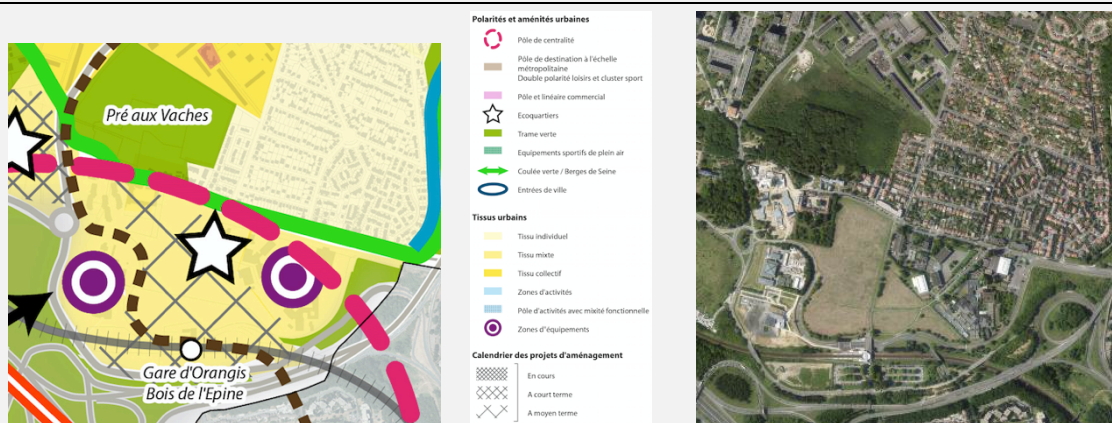 Pré aux Vaches
Gare d'Orangis
Bois de l'Epine
Polarités et aménités urbaines
Pôle de centralité
Pôle de destination à l'échelle
métropolitaine
Double polarité loisirs et cluster sport
Pôle et linéaire commercial
Ecoquartiers
Trame verte
Equipements sportifs de plein air
Coulée verte / Berges de Seine
Entrées de ville
Tissus urbains
Tissu individuel
Tissu mixte
Tissu collectif
Zones d'activités
Pôle d'activités avec mixité fonctionnelle
Zones d"équipements
Calendrier des projets d'aménagement
En cours
A court terme
A moyen terme